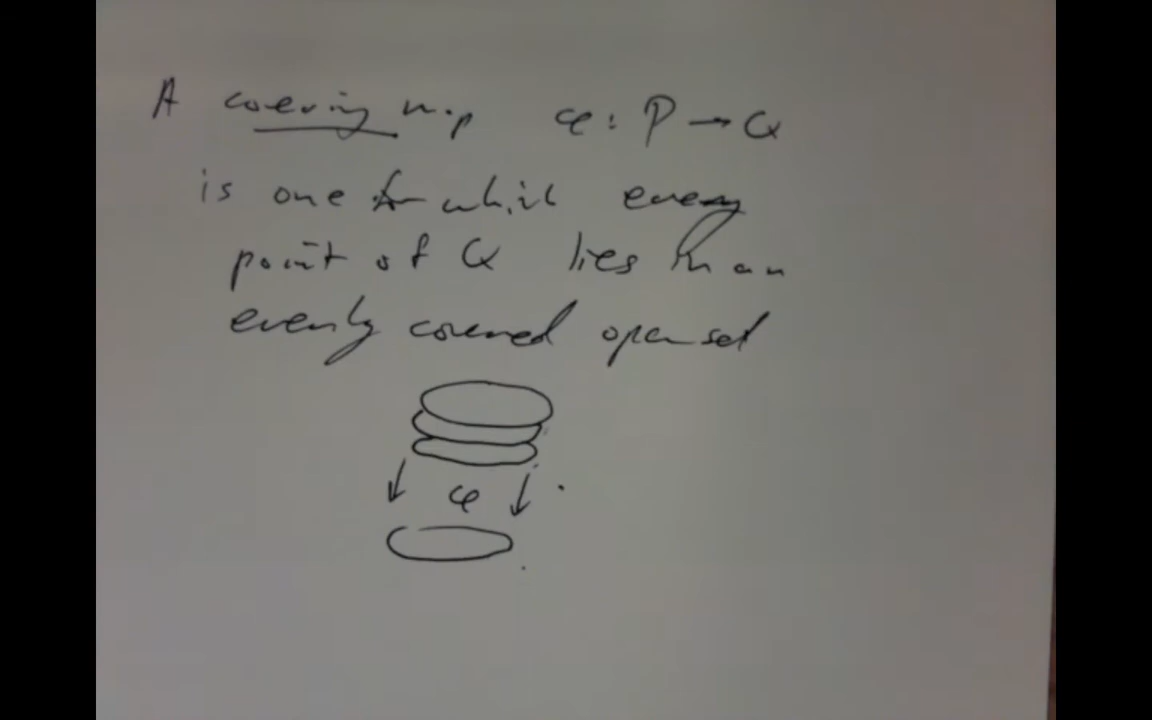 A covering map φ: P → Q
is one for which every
point of Q lies in an
evenly covered open set
φ